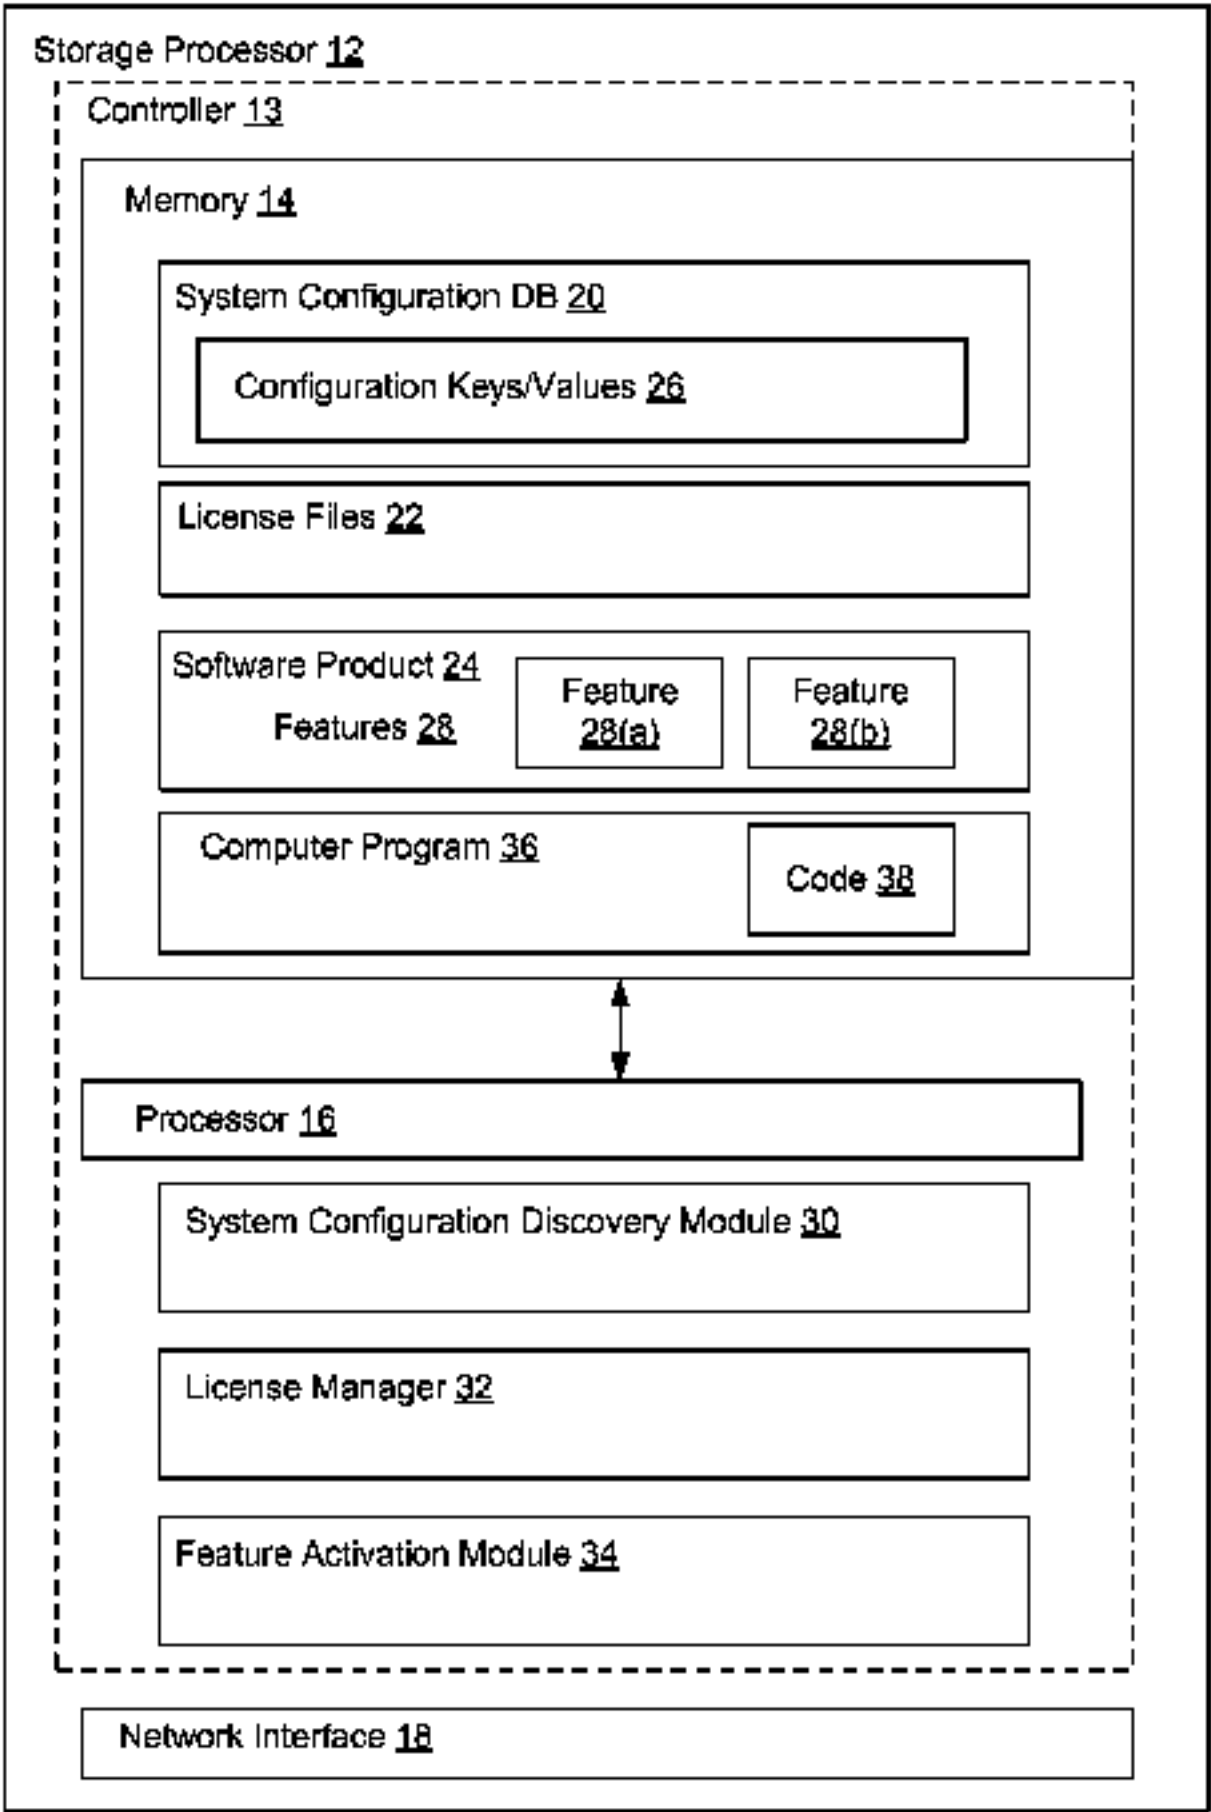 Storage Processor 12
Controller 13
Memory 14
System Configuration DB 20
Configuration Keys/Values 26
License Files 22
Software Product 24
Features 28
Feature
28(a)
Feature
28(b)
Computer Program 36
Code 38
Processor 16
System Configuration Discovery Module 30
License Manager 32
Feature Activation Module 34
Network Interface 18